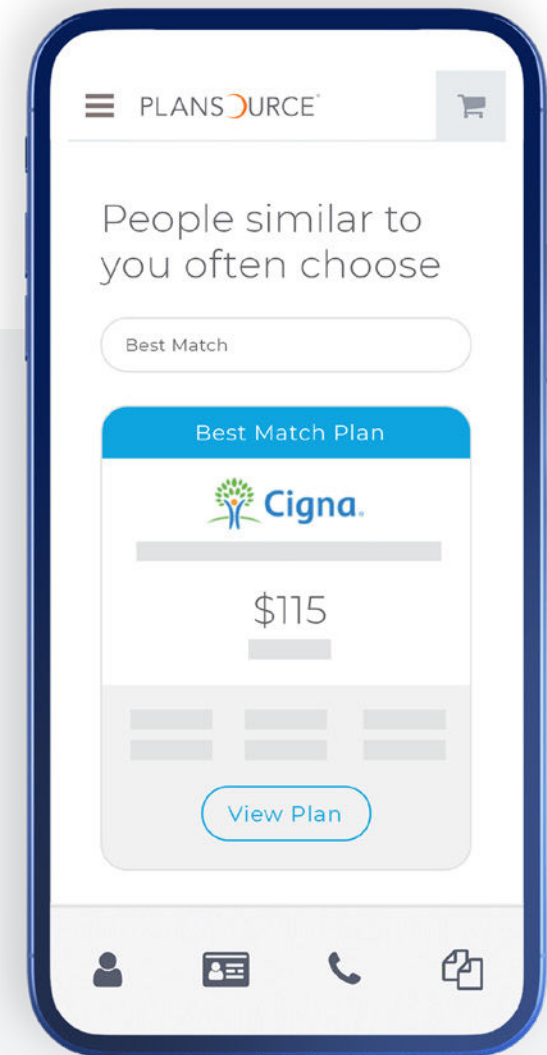 PLANSOURCE®
People similar to
you often choose
Best Match
Best Match Plan
Cigna.
$115
View Plan